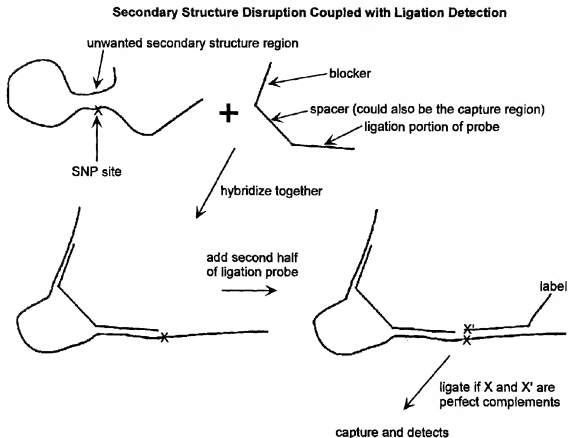 Secondary Structure Disruption Coupled with Ligation Detection
unwanted secondary structure region
blocker
+
spacer (could also be the capture region)
ligation portion of probe
X
SNP site
hybridize together
add second half
of ligation probe
label
X'
X
X
ligate if X and X' are
perfect complements
capture and detects